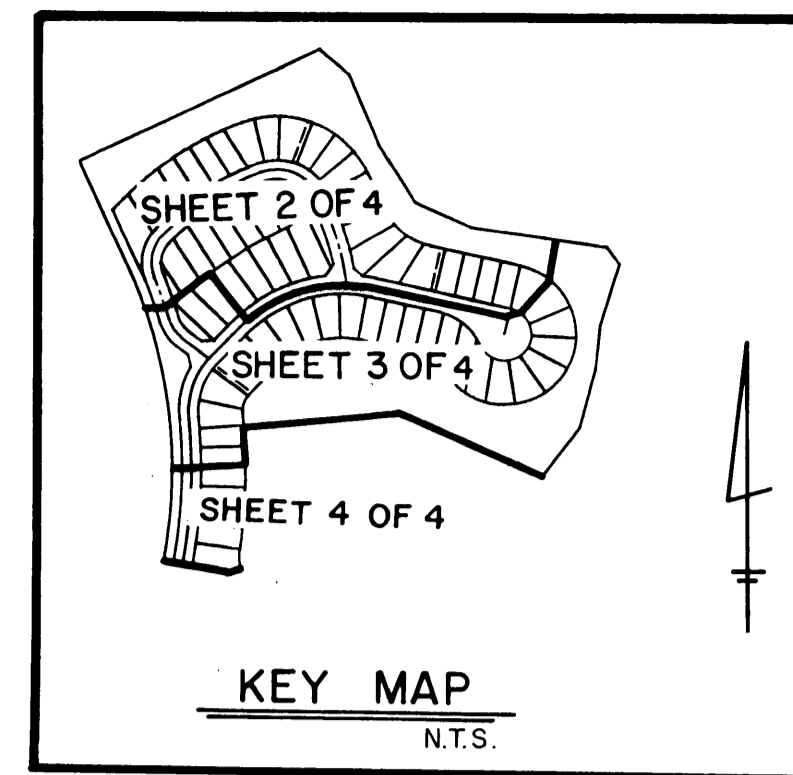 SHEET 2 OF 4
SHEET 3 OF 4
SHEET 4 OF 4
KEY MAP
N.T.S.